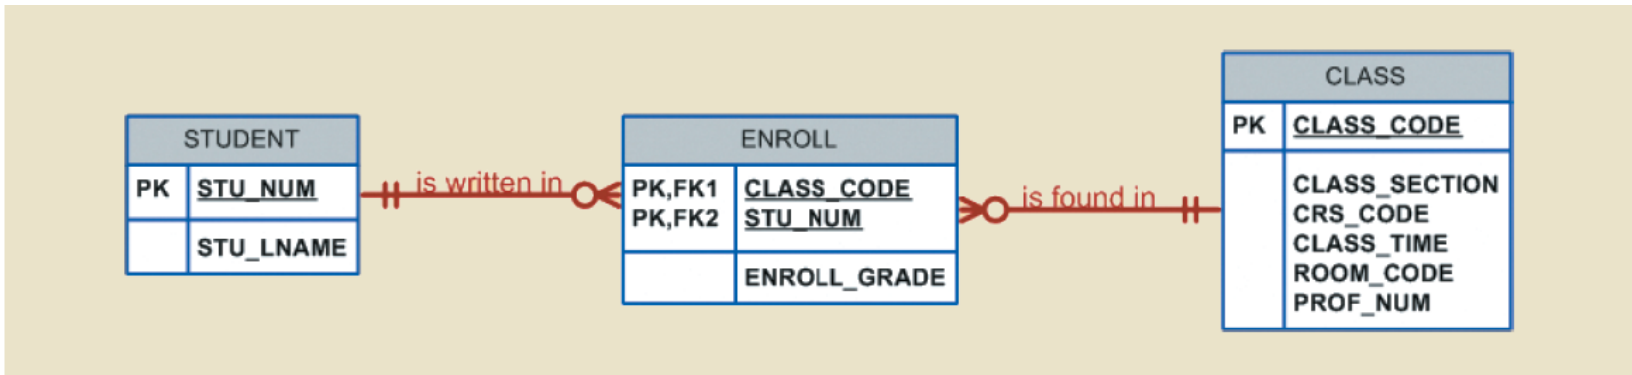 STUDENT
PK STU_NUM
STU_LNAME
is written in
ENROLL
PK,FK1 CLASS_CODE
PK,FK2 STU_NUM
ENROLL_GRADE
is found in
CLASS
PK CLASS_CODE
CLASS_SECTION
CRS_CODE
CLASS_TIME
ROOM_CODE
PROF_NUM